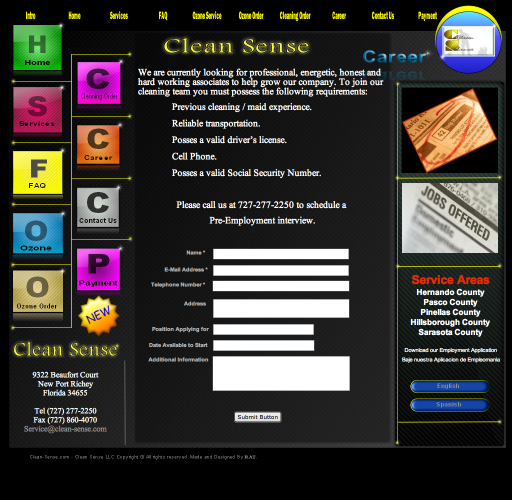 Intro Home Services FAQ Ozone Service Ozone Order Cleaning Order Career Contact Us Payment
Clean Sense
Career
H
Home
C
Cleaning Order
S
Services
C
Career
F
FAQ
C
Contact Us
O
Ozone
P
Payment
O
Ozone Order
NEW
Clean Sense
9322 Beaufort Court
New Port Richey
Florida 34655
Tel (727) 277-2250
Fax (727) 860-4070
Service@clean-sense.com
We are currently looking for professional, energetic, honest and
hard working associates to help grow our company. To join our
cleaning team you must possess the following requirements:
Previous cleaning / maid experience.
Reliable transportation.
Posses a valid driver's license.
Cell Phone.
Posses a valid Social Security Number.
Please call us at 727-277-2250 to schedule a
Pre-Employment interview.
Name *
E-Mail Address *
Telephone Number *
Address
Position Applying for
Date Available to Start
Additional Information
Submit Button
JOBS OFFERED
Domestic
Service Areas
Hernando County
Pasco County
Pinellas County
Hillsborough County
Sarasota County
Download our Employment Application
Baje nuestra Aplicacion de Empleomania
English
Spanish
Clean-Sense.com - Clean Sense LLC Copyright © All rights reserved. Made and Designed By